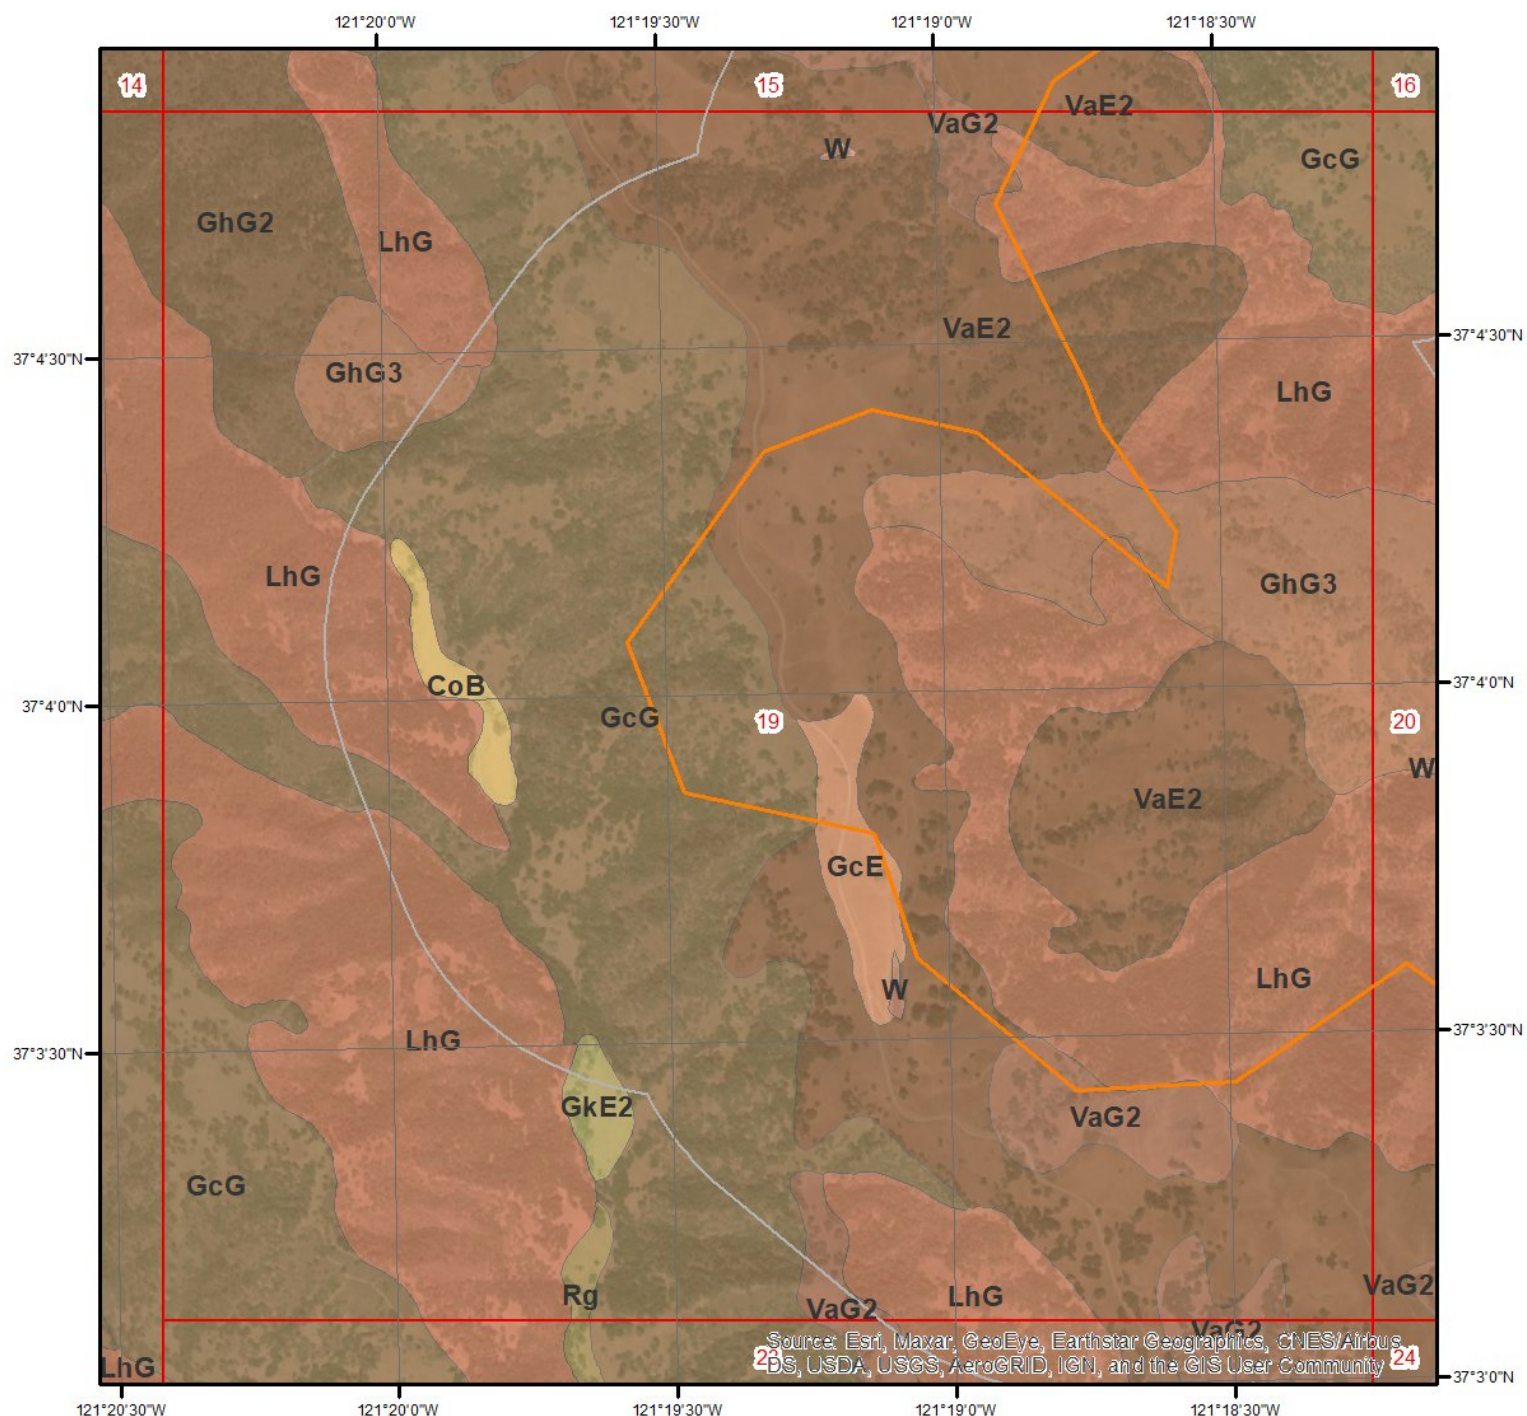 121°20'0"W 121°19'30"W 121°19'0"W 121°18'30"W
14 15 16
VaE2
VaG2
W
GcG
GhG2
LhG
VaE2
37°4'30"N 37°4'30"N
GhG3
LhG
LhG
GhG3
CoB
37°4'0"N 37°4'0"N
GcG 19 20
W
VaE2
GcE
LhG
W
LhG
37°3'30"N 37°3'30"N
GkE2
VaG2
GcG
VaG2
Rg
LhG
VaG2
VaG2
Source: Esri, Maxar, GeoEye, Earthstar Geographics, CNES/Airbus
DS, USDA, USGS, AeroGRID, IGN, and the GIS User Community
LhG 24
37°3'0"N
121°20'30"W 121°20'0"W 121°19'30"W 121°19'0"W 121°18'30"W